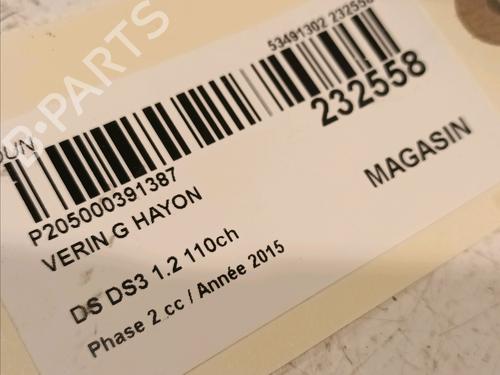 53491302 232558
232558
P205000391387
VERIN G HAYON
MAGASIN
DS DS3 1.2 110ch
Phase 2 cc / Année 2015
B-PARTS